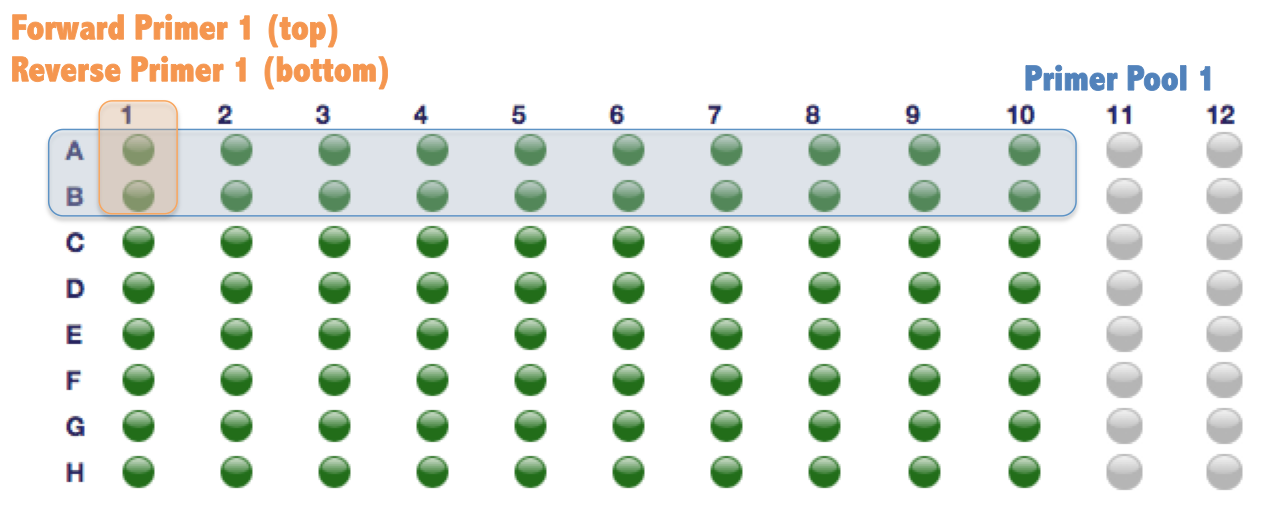 Forward Primer 1 (top)
Reverse Primer 1 (bottom)
Primer Pool 1
1 2 3 4 5 6 7 8 9 10 11 12
A
B
C
D
E
F
G
H